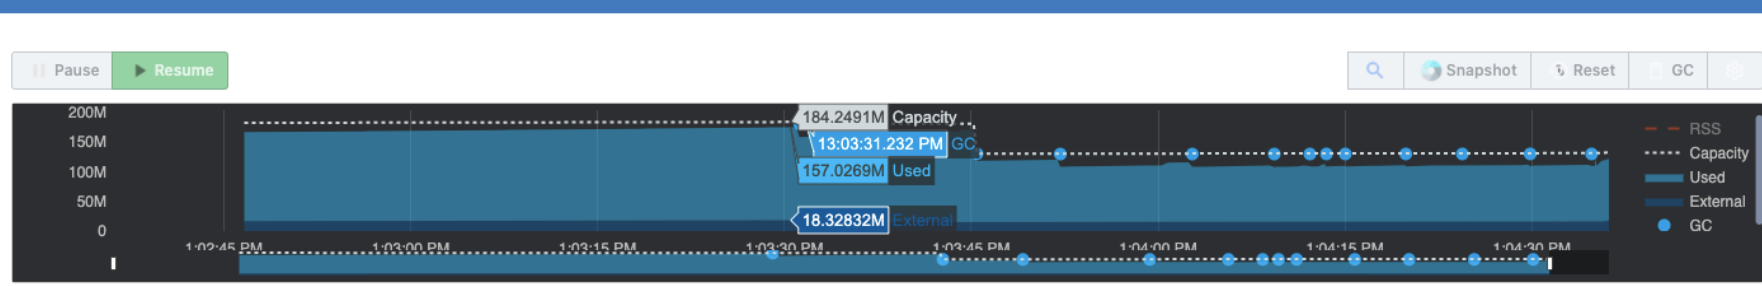 Pause
Resume
Snapshot
Reset
GC
200M
150M
100M
50M
0
184.2491M Capacity
13:03:31.232 PM GC
157.0269M Used
18.32832M External
1:02:45 PM
1:03:00 PM
1:03:15 PM
1:03:30 PM
1:03:45 PM
1:04:00 PM
1:04:15 PM
1:04:30 PM
RSS
Capacity
Used
External
GC